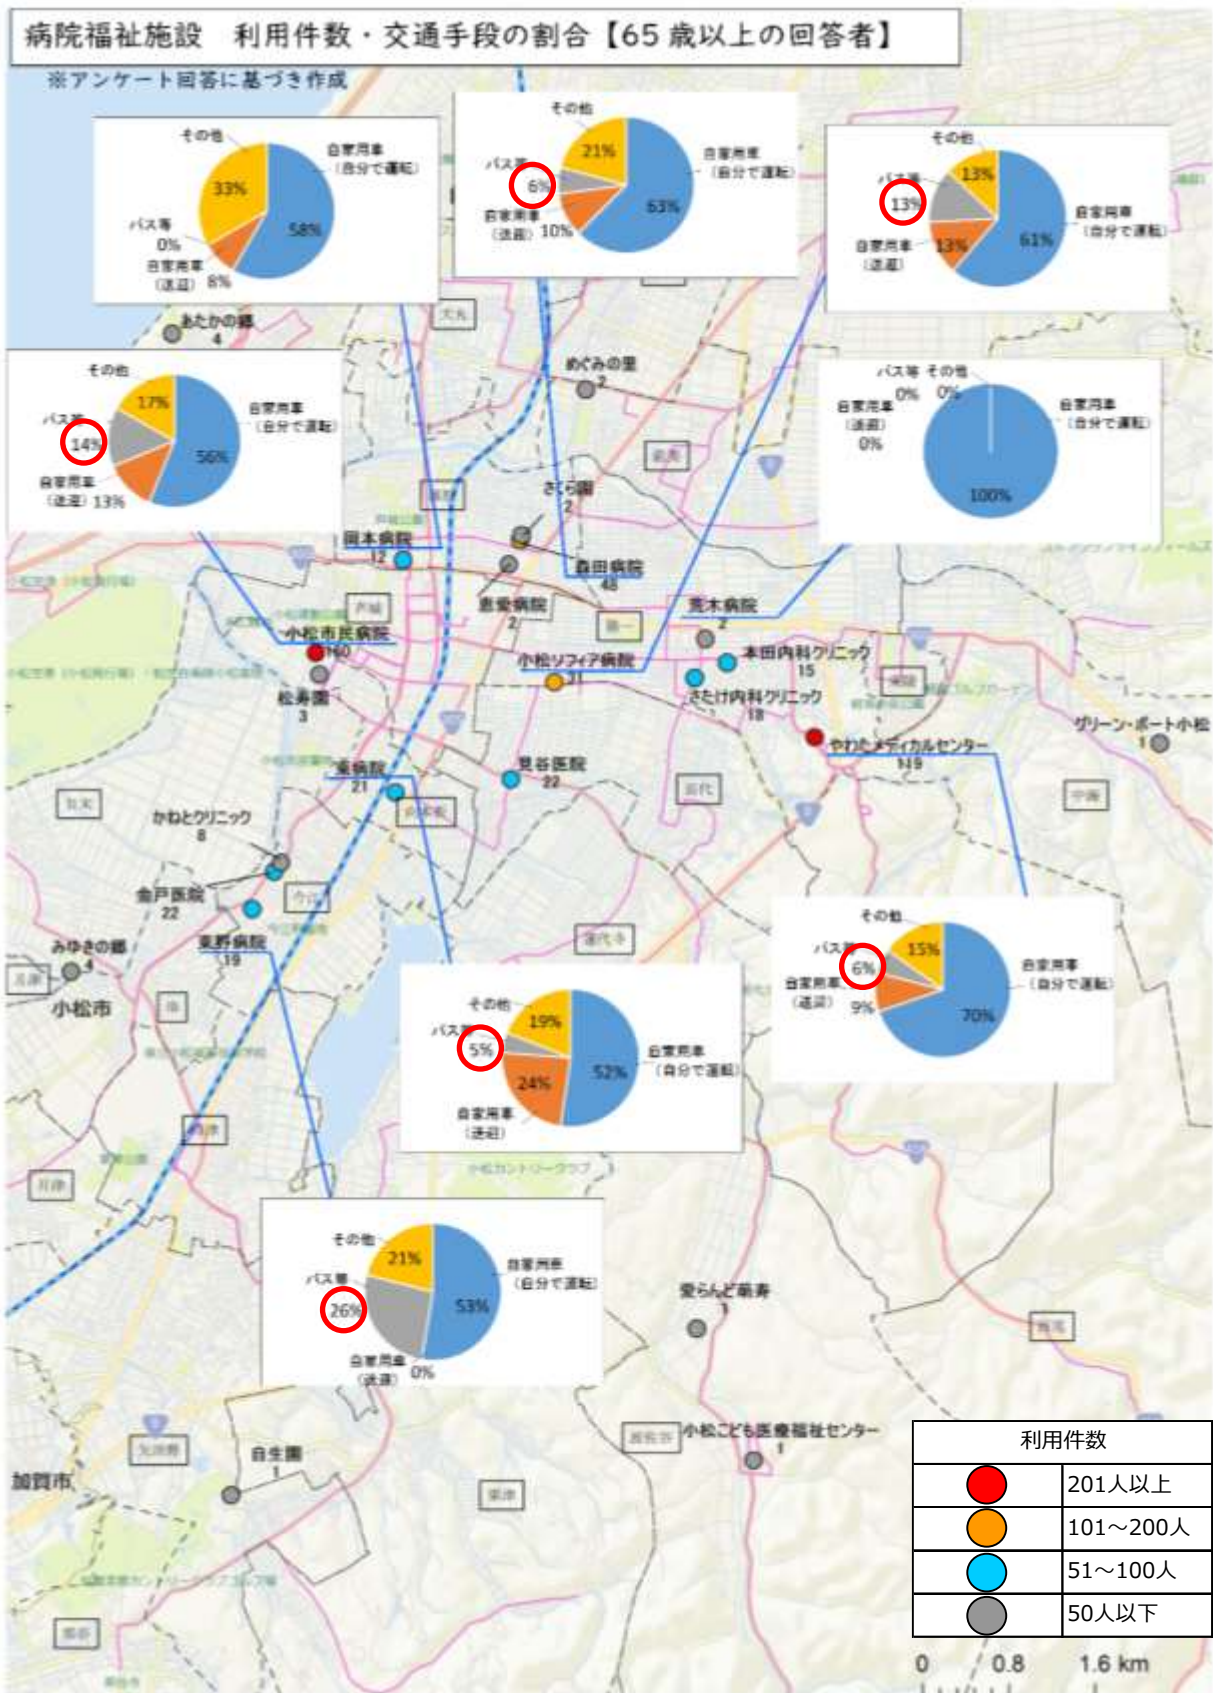 病院福祉施設　利用件数・交通手段の割合【65歳以上の回答者】
※アンケート回答に基づき作成
その他
33%
自家用車
（自分で運転）
58%
バス等
0%
自家用車
（送迎）
8%
その他
21%
バス等
6%
自家用車
（自分で運転）
63%
自家用車
（送迎）
10%
その他
13%
バス等
13%
自家用車
（自分で運転）
61%
自家用車
（送迎）
13%
あたかの郷
4
めぐみの里
2
その他
17%
バス等
14%
自家用車
（自分で運転）
56%
自家用車
（送迎）
13%
バス等
0%
その他
0%
自家用車
（送迎）
0%
自家用車
（自分で運転）
100%
さくら園
2
岡本病院
12
森田病院
48
恵愛病院
2
荒木病院
2
小松市民病院
160
小松ソフィア病院
31
本田内科クリニック
15
さたけ内科クリニック
18
松寿園
3
やわたメディカルセンター
119
グリーン・ポート小松
1
東病院
21
見谷医院
22
かねとクリニック
8
金戸医院
22
東野病院
19
みゆきの郷
4
小松市
その他
15%
バス等
6%
自家用車
（送迎）
9%
自家用車
（自分で運転）
70%
その他
19%
バス等
5%
自家用車
（自分で運転）
52%
自家用車
（送迎）
24%
小松カントリークラブ
その他
21%
バス等
26%
自家用車
（自分で運転）
53%
自家用車
（送迎）
0%
愛らんど萌寿
1
小松こども医療福祉センター
1
自生園
1
加賀市
利用件数
201人以上
101～200人
51～100人
50人以下
0 0.8 1.6 km